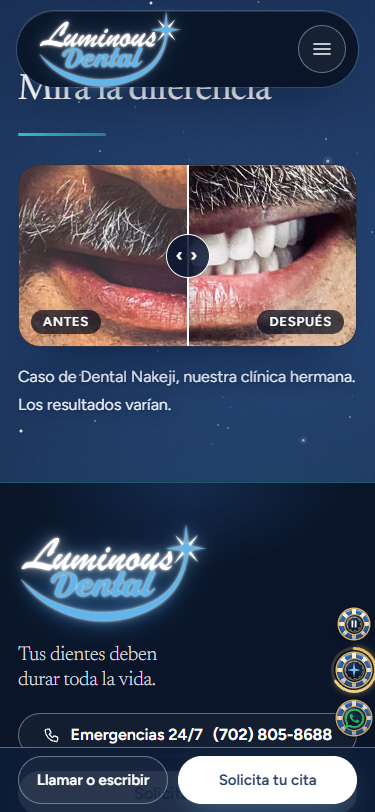 Luminous
Dental
Mira la diferencia
ANTES
DESPUÉS
Caso de Dental Nakeji, nuestra clínica hermana.
Los resultados varían.
Luminous
Dental
Tus dientes deben
durar toda la vida.
Emergencias 24/7 (702) 805-8688
Llamar o escribir
Solicita tu cita